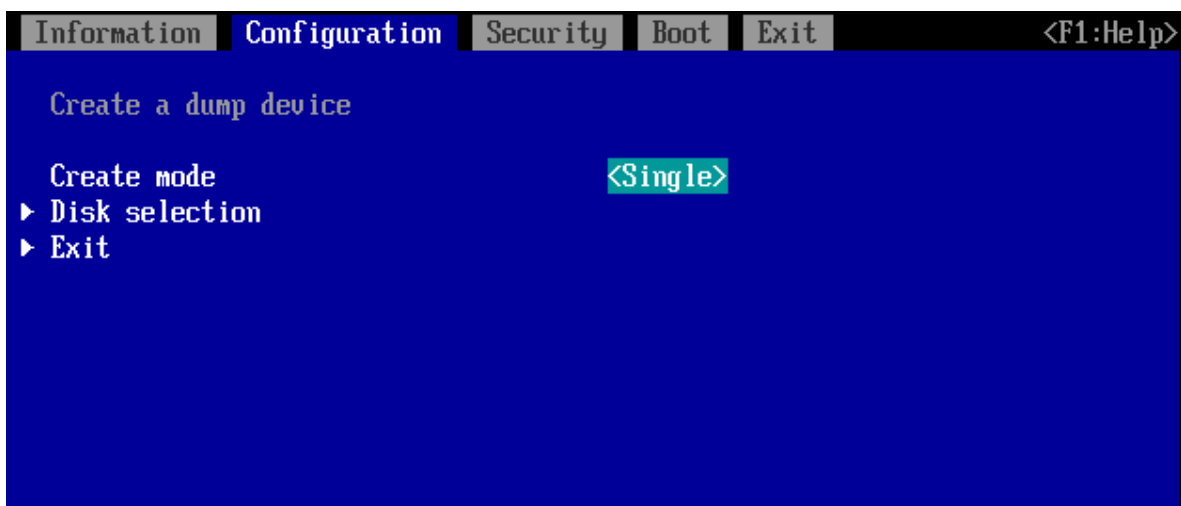 Information Configuration Security Boot Exit <F1:Help>
Create a dump device
Create mode <Single>
Disk selection
Exit